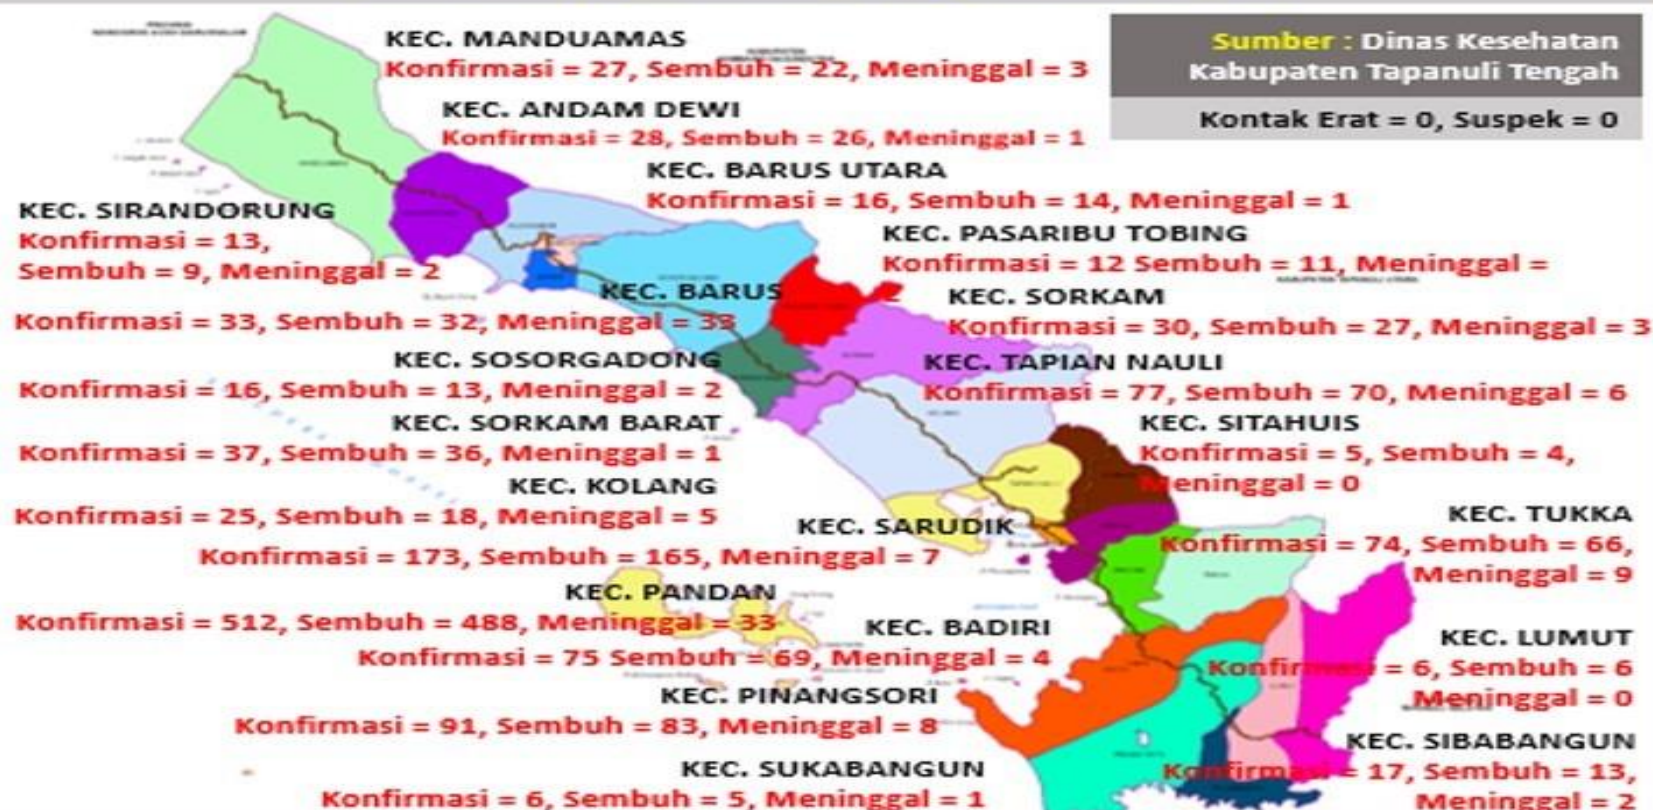 Sumber : Dinas Kesehatan
Kabupaten Tapanuli Tengah
Kontak Erat = 0, Suspek = 0
KEC. MANDUAMAS
Konfirmasi = 27, Sembuh = 22, Meninggal = 3
KEC. ANDAM DEWI
Konfirmasi = 28, Sembuh = 26, Meninggal = 1
KEC. BARUS UTARA
Konfirmasi = 16, Sembuh = 14, Meninggal = 1
KEC. SIRANDORUNG
Konfirmasi = 13,
Sembuh = 9, Meninggal = 2
KEC. PASARIBU TOBING
Konfirmasi = 12 Sembuh = 11, Meninggal =
2
KEC. BARUS
Konfirmasi = 33, Sembuh = 32, Meninggal = 33
KEC. SORKAM
Konfirmasi = 30, Sembuh = 27, Meninggal = 3
KEC. SOSORGADONG
Konfirmasi = 16, Sembuh = 13, Meninggal = 2
KEC. TAPIAN NAULI
Konfirmasi = 77, Sembuh = 70, Meninggal = 6
KEC. SORKAM BARAT
Konfirmasi = 37, Sembuh = 36, Meninggal = 1
KEC. SITAHUIS
Konfirmasi = 5, Sembuh = 4,
Meninggal = 0
KEC. KOLANG
Konfirmasi = 25, Sembuh = 18, Meninggal = 5
KEC. SARUDIK
Konfirmasi = 173, Sembuh = 165, Meninggal = 7
KEC. TUKKA
Konfirmasi = 74, Sembuh = 66,
Meninggal = 9
KEC. PANDAN
Konfirmasi = 512, Sembuh = 488, Meninggal = 33
KEC. BADIRI
Konfirmasi = 75 Sembuh = 69, Meninggal = 4
KEC. LUMUT
Konfirmasi = 6, Sembuh = 6
Meninggal = 0
KEC. PINANGSORI
Konfirmasi = 91, Sembuh = 83, Meninggal = 8
KEC. SIBABANGUN
Konfirmasi = 17, Sembuh = 13,
Meninggal = 2
KEC. SUKABANGUN
Konfirmasi = 6, Sembuh = 5, Meninggal = 1